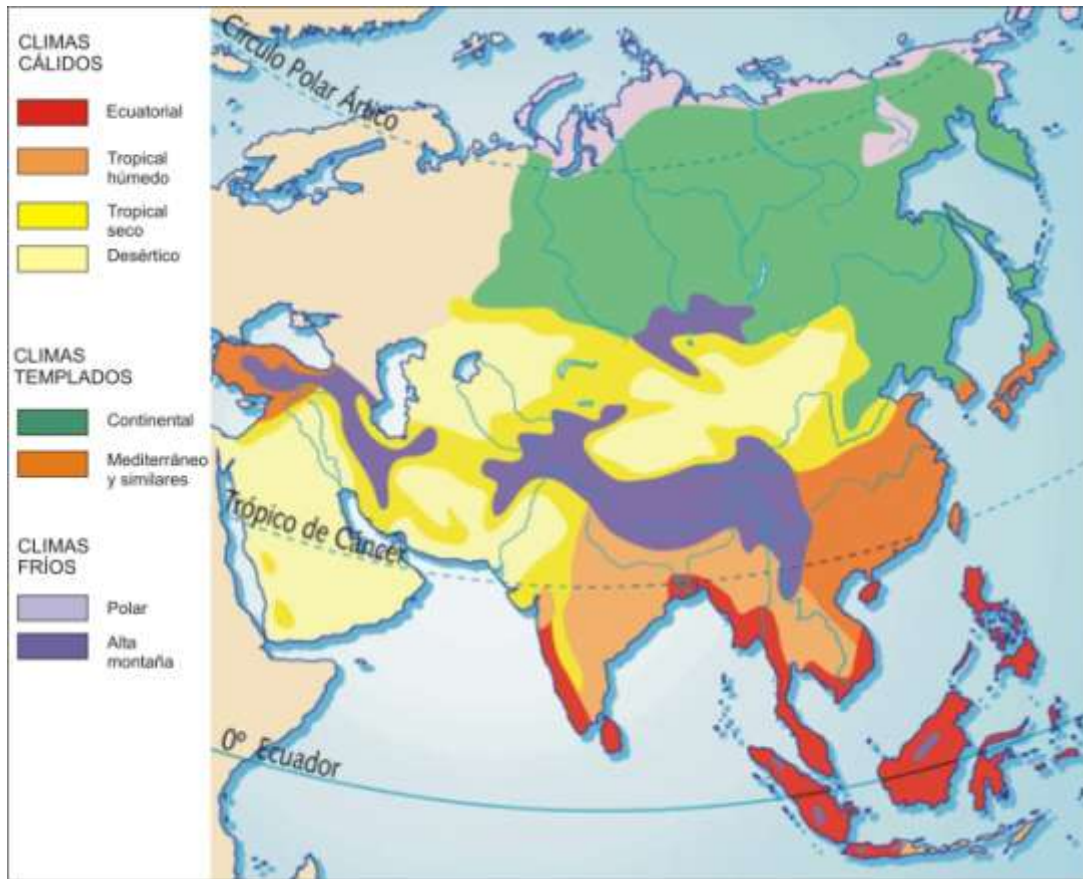 CLIMAS
CÁLIDOS
Ecuatorial
Tropical
húmedo
Tropical
seco
Desértico
CLIMAS
TEMPLADOS
Continental
Mediterráneo
y similares
CLIMAS
FRÍOS
Polar
Alta
montaña
Círculo Polar Ártico
Trópico de Cáncer
0º Ecuador